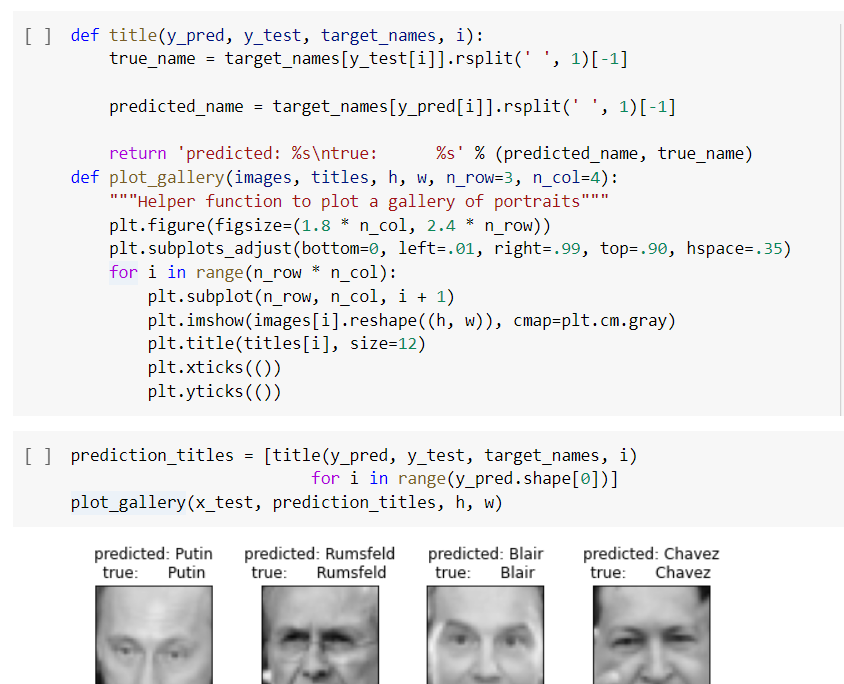 [ ] def title(y_pred, y_test, target_names, i):
        true_name = target_names[y_test[i]].rsplit(' ', 1)[-1]

        predicted_name = target_names[y_pred[i]].rsplit(' ', 1)[-1]

        return 'predicted: %s\ntrue:      %s' % (predicted_name, true_name)
    def plot_gallery(images, titles, h, w, n_row=3, n_col=4):
        """Helper function to plot a gallery of portraits"""
        plt.figure(figsize=(1.8 * n_col, 2.4 * n_row))
        plt.subplots_adjust(bottom=0, left=.01, right=.99, top=.90, hspace=.35)
        for i in range(n_row * n_col):
            plt.subplot(n_row, n_col, i + 1)
            plt.imshow(images[i].reshape((h, w)), cmap=plt.cm.gray)
            plt.title(titles[i], size=12)
            plt.xticks(())
            plt.yticks(())

[ ] prediction_titles = [title(y_pred, y_test, target_names, i)
                             for i in range(y_pred.shape[0])]
    plot_gallery(x_test, prediction_titles, h, w)

predicted: Putin
true:      Putin
predicted: Rumsfeld
true:      Rumsfeld
predicted: Blair
true:      Blair
predicted: Chavez
true:      Chavez